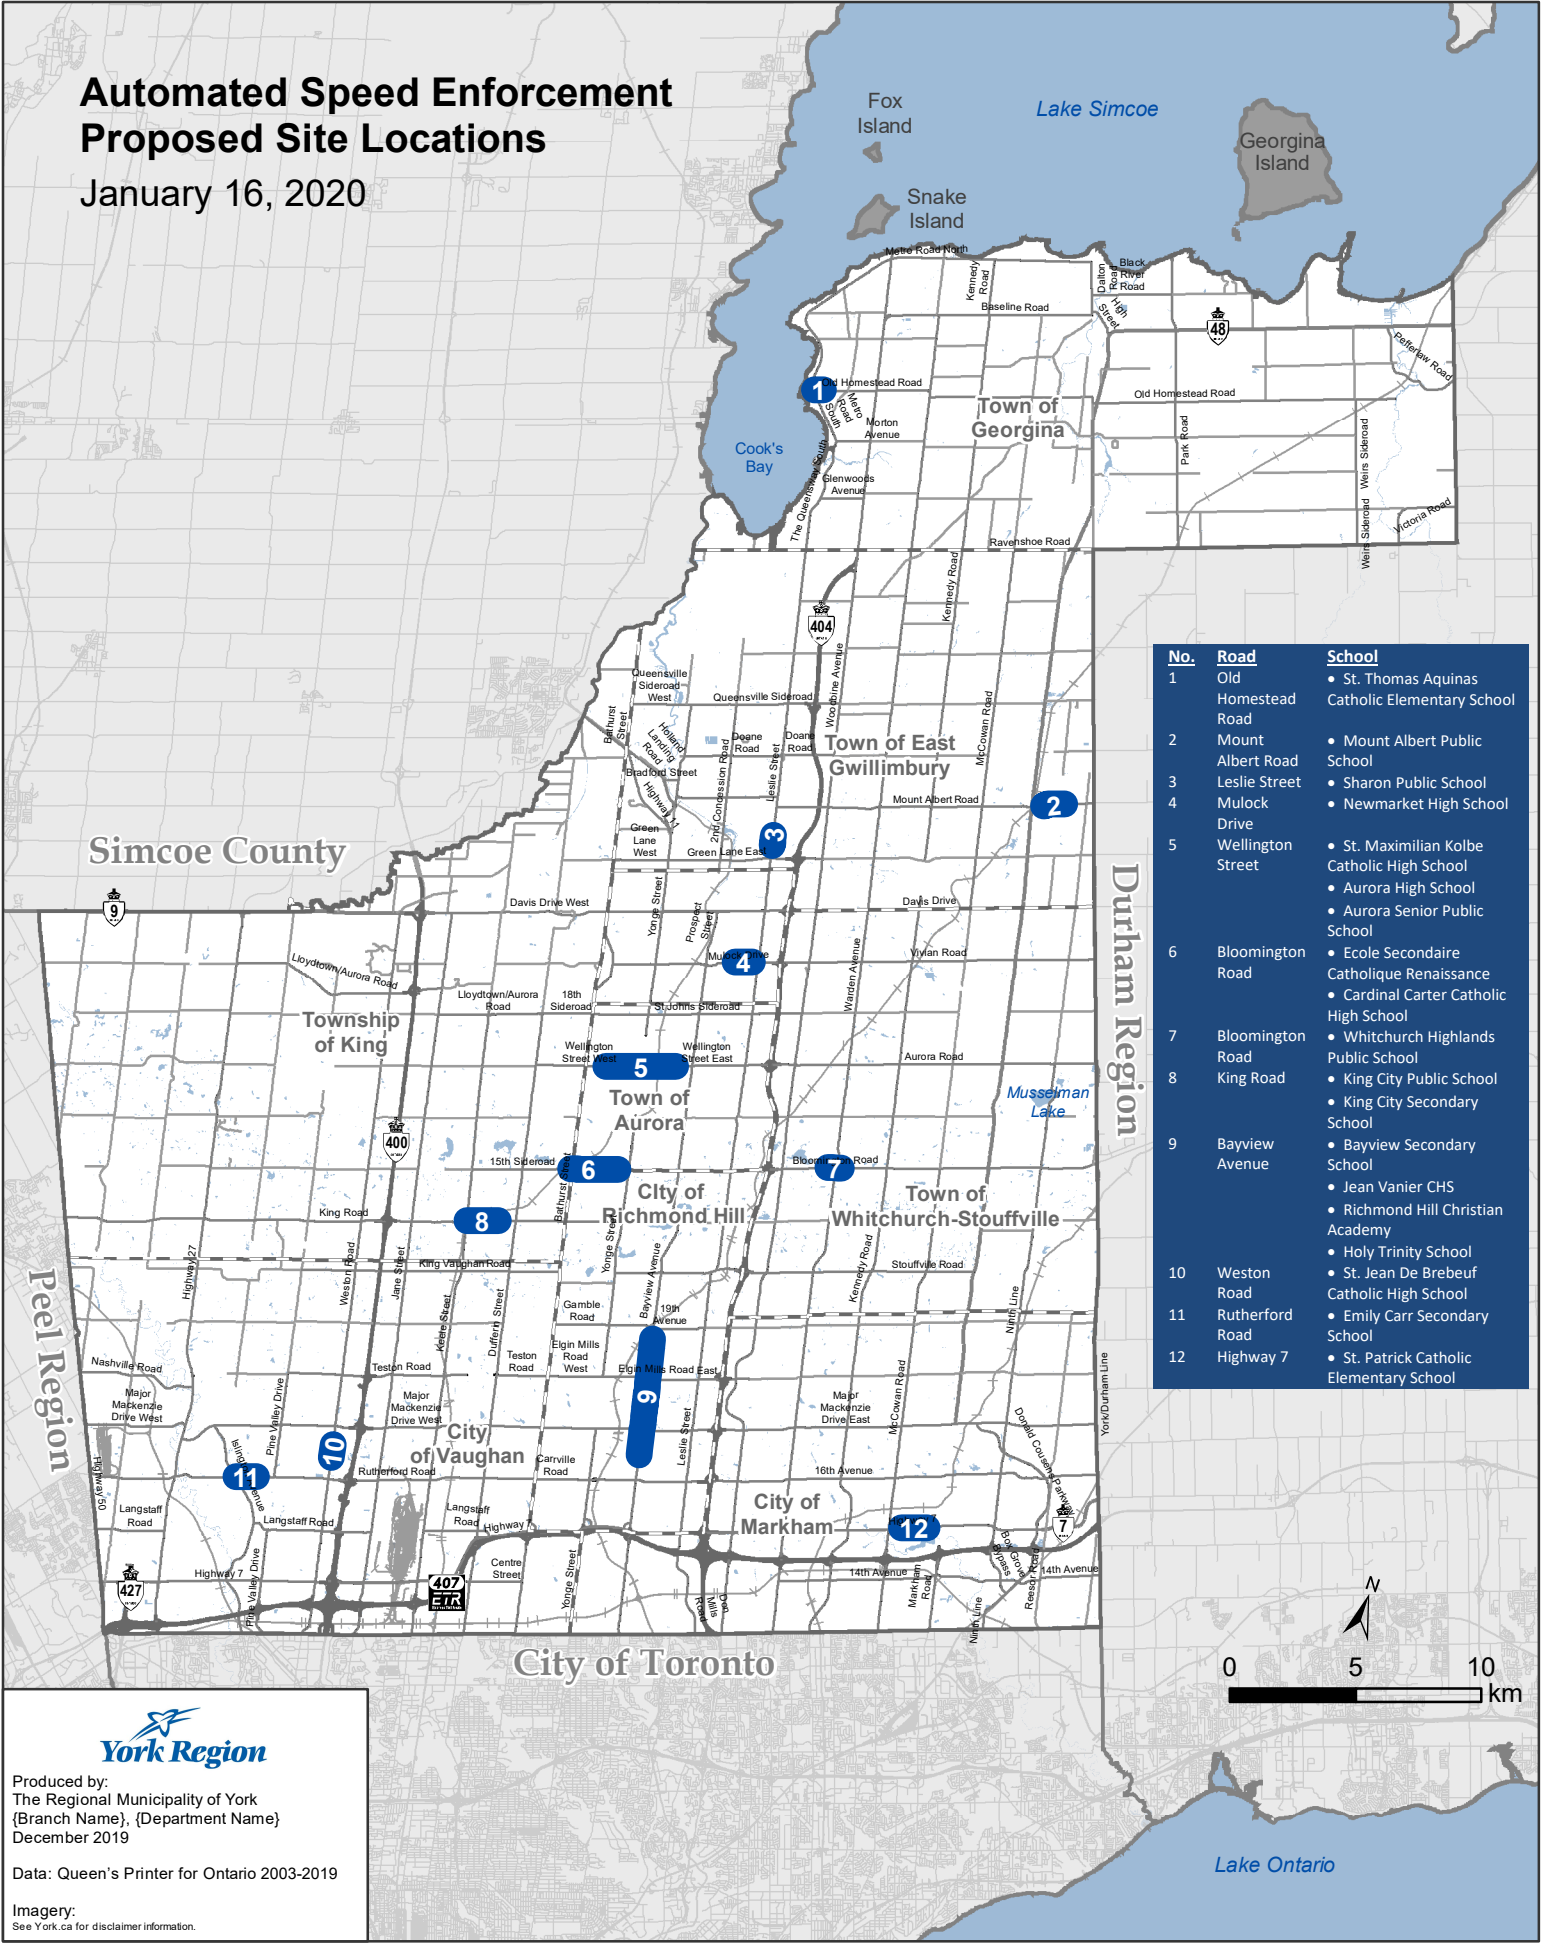 Automated Speed Enforcement
Proposed Site Locations
January 16, 2020
Fox
Island
Lake Simcoe
Georgina
Island
Snake
Island
Metro Road North
Kennedy
Road
Dalton
Road
Black
River
Road
Baseline Road
High
Street
48
Pefferlaw Road
1
Old Homestead Road
Old Homestead Road
Metro
Road
South
Morton
Avenue
Town of
Georgina
Park Road
Weirs Sideroad
Cook's
Bay
The Queensway South
Glenwoods
Avenue
Victoria Road
Weirs Sideroad
Ravenshoe Road
Kennedy Road
404
Queensville
Sideroad
West
Queensville Sideroad
Woodbine Avenue
McCowan Road
Bathurst
Street
Holland
Landing
Road
Doane
Road
Doane
Road
Town of East
Gwillimbury
Bradford Street
2nd Concession Road
Leslie Street
Highway 11
Mount Albert Road
2
Green
Lane
West
3
Green Lane East
Simcoe County
Durham Region
9
Davis Drive West
Yonge Street
Prospect
Street
Davis Drive
Mulock Drive
4
Warden Avenue
Vivian Road
Lloydtown/Aurora Road
Lloydtown/Aurora
Road
18th
Sideroad
St Johns Sideroad
Township
of King
Wellington
Street West
Wellington
Street East
5
Aurora Road
Town of
Aurora
Musselman
Lake
400
15th Sideroad
6
Bloomington Road
7
Bathurst Street
CIty of
Richmond Hill
Town of
Whitchurch-Stouffville
King Road
8
Yonge Street
Highway 27
Weston Road
Jane Street
King Vaughan Road
Bayview Avenue
Kennedy Road
Stouffville Road
Peel Region
Keele Street
Dufferin Street
Gamble
Road
19th
Avenue
Ninth Line
Nashville Road
Teston Road
Teston
Road
Elgin Mills
Road
West
Elgin Mills Road East
9
Major
Mackenzie
Drive West
Pine Valley Drive
Major
Mackenzie
Drive West
Major
Mackenzie
Drive East
McCowan Road
York/Durham Line
Donald Cousens Parkway
City
of Vaughan
Leslie Street
10
11
Islington Avenue
Rutherford Road
Carrville
Road
16th Avenue
Highway 50
Langstaff
Road
Langstaff Road
Langstaff
Road
Highway 7
City of
Markham
Highway 7
12
7
Box Grove
Bypass
Highway 7
Pine Valley Drive
427
407
ETR
Centre
Street
Yonge Street
14th Avenue
14th Avenue
Markham
Road
Reesor Road
Don
Mills
Road
Ninth Line
City of Toronto
No. Road School
1 Old Homestead Road • St. Thomas Aquinas
Catholic Elementary School
2 Mount Albert Road • Mount Albert Public
School
3 Leslie Street • Sharon Public School
4 Mulock Drive • Newmarket High School
5 Wellington Street • St. Maximilian Kolbe
Catholic High School
• Aurora High School
• Aurora Senior Public
School
6 Bloomington Road • Ecole Secondaire
Catholique Renaissance
• Cardinal Carter Catholic
High School
7 Bloomington Road • Whitchurch Highlands
Public School
8 King Road • King City Public School
• King City Secondary
School
9 Bayview Avenue • Bayview Secondary
School
• Jean Vanier CHS
• Richmond Hill Christian
Academy
• Holy Trinity School
10 Weston Road • St. Jean De Brebeuf
Catholic High School
11 Rutherford Road • Emily Carr Secondary
School
12 Highway 7 • St. Patrick Catholic
Elementary School
N
0 5 10
km
Lake Ontario
York Region
Produced by:
The Regional Municipality of York
{Branch Name}, {Department Name}
December 2019
Data: Queen's Printer for Ontario 2003-2019
Imagery:
See York.ca for disclaimer information.